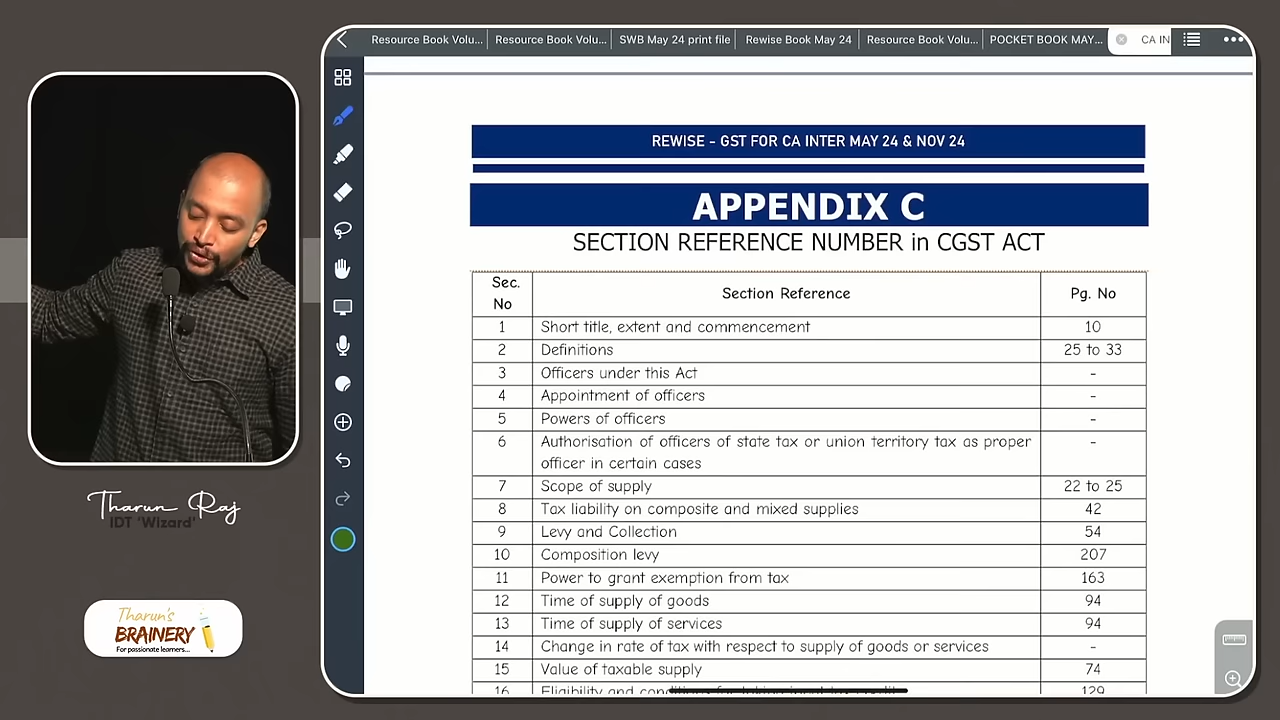 Resource Book Volu...
Resource Book Volu...
SWB May 24 print file
Rewise Book May 24
Resource Book Volu...
POCKET BOOK MAY...
CA IN
REWISE - GST FOR CA INTER MAY 24 & NOV 24
APPENDIX C
SECTION REFERENCE NUMBER in CGST ACT
Sec. No Section Reference Pg. No
1 Short title, extent and commencement 10
2 Definitions 25 to 33
3 Officers under this Act -
4 Appointment of officers -
5 Powers of officers -
6 Authorisation of officers of state tax or union territory tax as proper -
officer in certain cases
7 Scope of supply 22 to 25
8 Tax liability on composite and mixed supplies 42
9 Levy and Collection 54
10 Composition levy 207
11 Power to grant exemption from tax 163
12 Time of supply of goods 94
13 Time of supply of services 94
14 Change in rate of tax with respect to supply of goods or services -
15 Value of taxable supply 74
16 Eligibility and 129
Tharun Raj
IDT 'Wizard'
Tharun's
BRAINERY
For passionate learners...